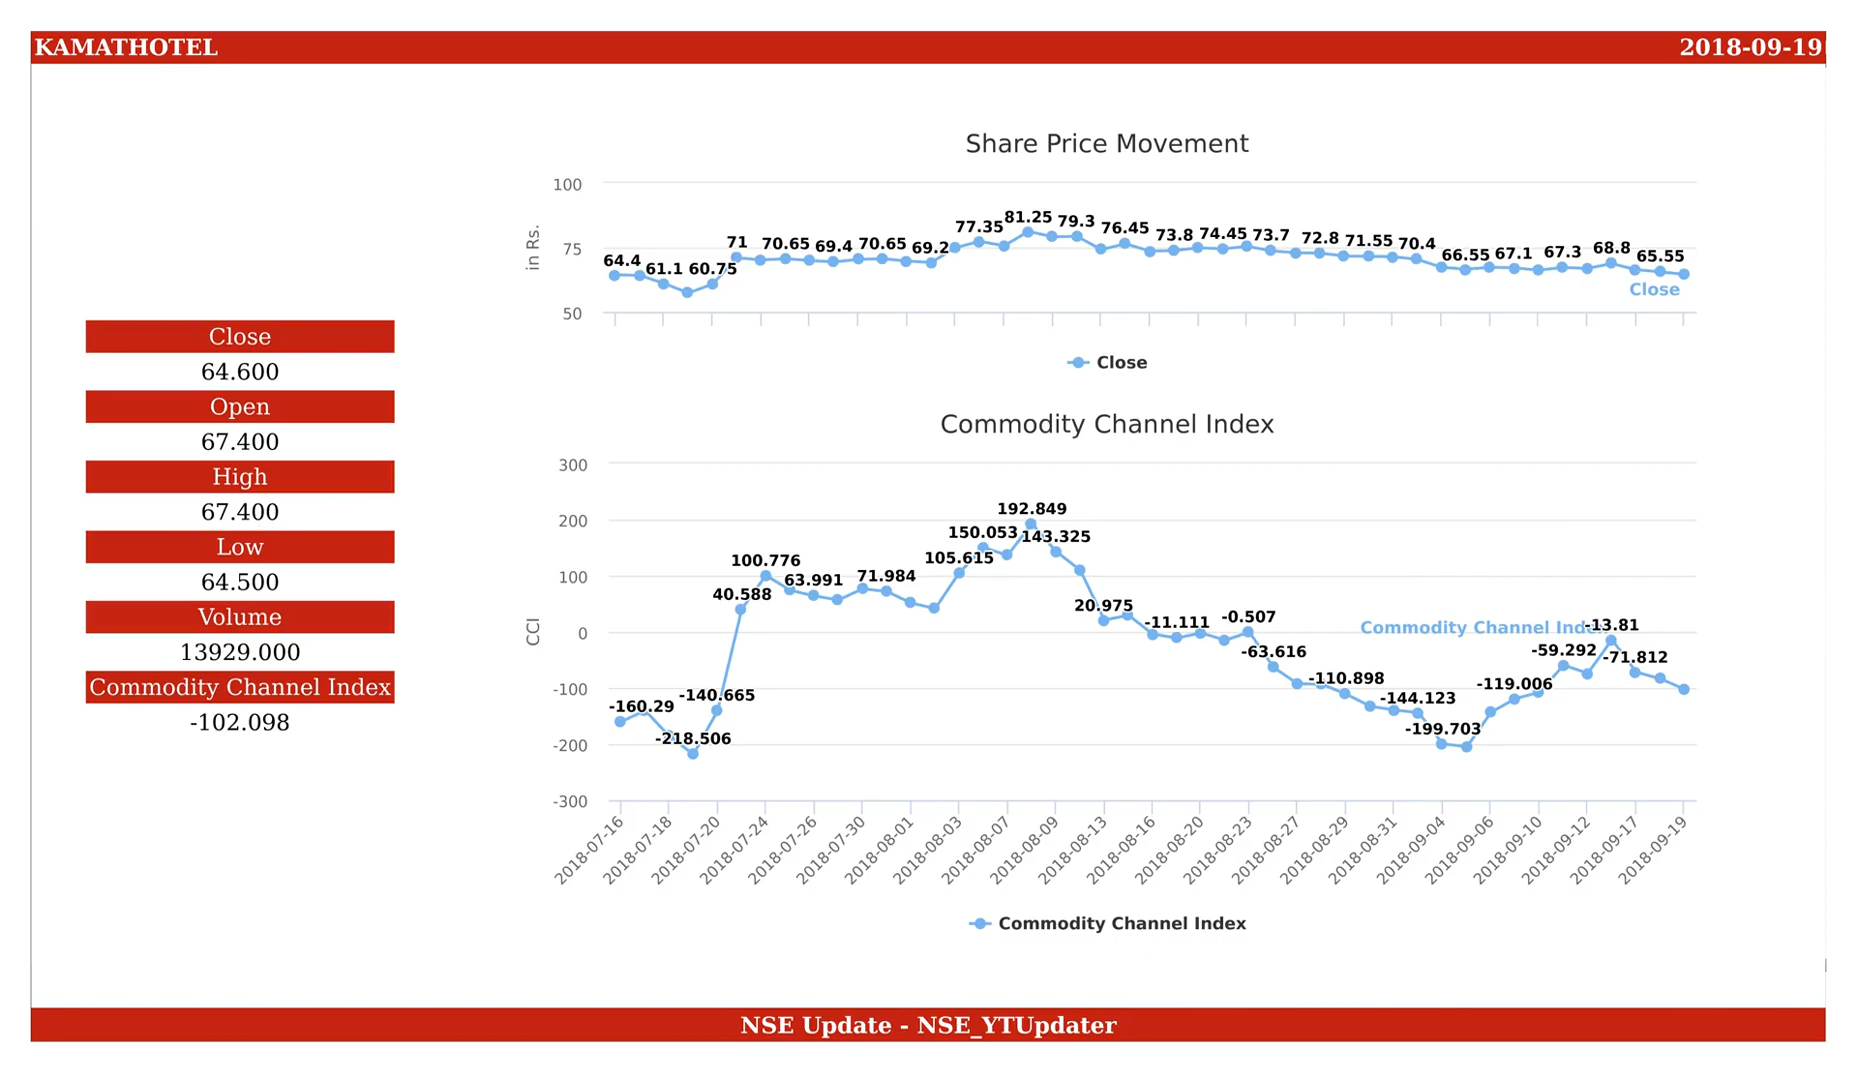 KAMATHOTEL 2018-09-19
Close
64.600
Open
67.400
High
67.400
Low
64.500
Volume
13929.000
Commodity Channel Index
-102.098
Share Price Movement
in Rs.
100
75
50
64.4 61.1 60.75 71 70.65 69.4 70.65 69.2 77.35 81.25 79.3 76.45 73.8 74.45 73.7 72.8 71.55 70.4 66.55 67.1 67.3 68.8 65.55
Close
Close
Commodity Channel Index
CCI
300
200
100
0
-100
-200
-300
-160.29 -218.506 -140.665 40.588 100.776 63.991 71.984 105.615 150.053 192.849 143.325 20.975 -11.111 -0.507 -63.616 -110.898 -144.123 -199.703 -119.006 -59.292 -13.81 -71.812
Commodity Channel Index
2018-07-16 2018-07-18 2018-07-20 2018-07-24 2018-07-26 2018-07-30 2018-08-01 2018-08-03 2018-08-07 2018-08-09 2018-08-13 2018-08-16 2018-08-20 2018-08-23 2018-08-27 2018-08-29 2018-08-31 2018-09-04 2018-09-06 2018-09-10 2018-09-12 2018-09-17 2018-09-19
Commodity Channel Index
NSE Update - NSE_YTUpdater